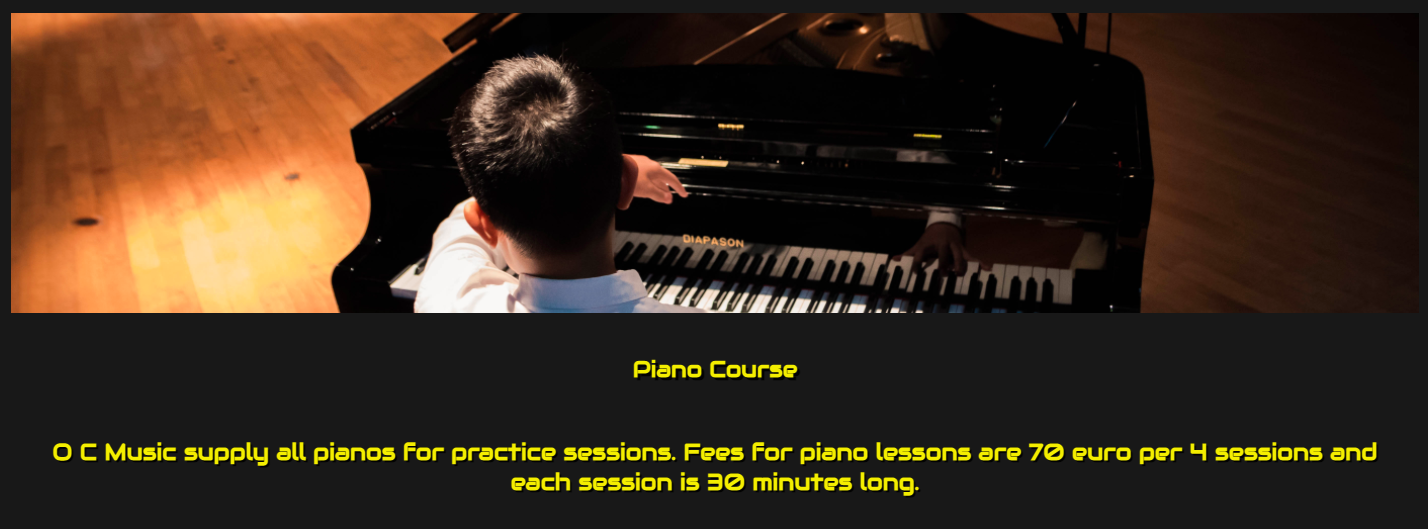 DIAPASON
Piano Course
O C Music supply all pianos for practice sessions. Fees for piano lessons are 70 euro per 4 sessions and
each session is 30 minutes long.